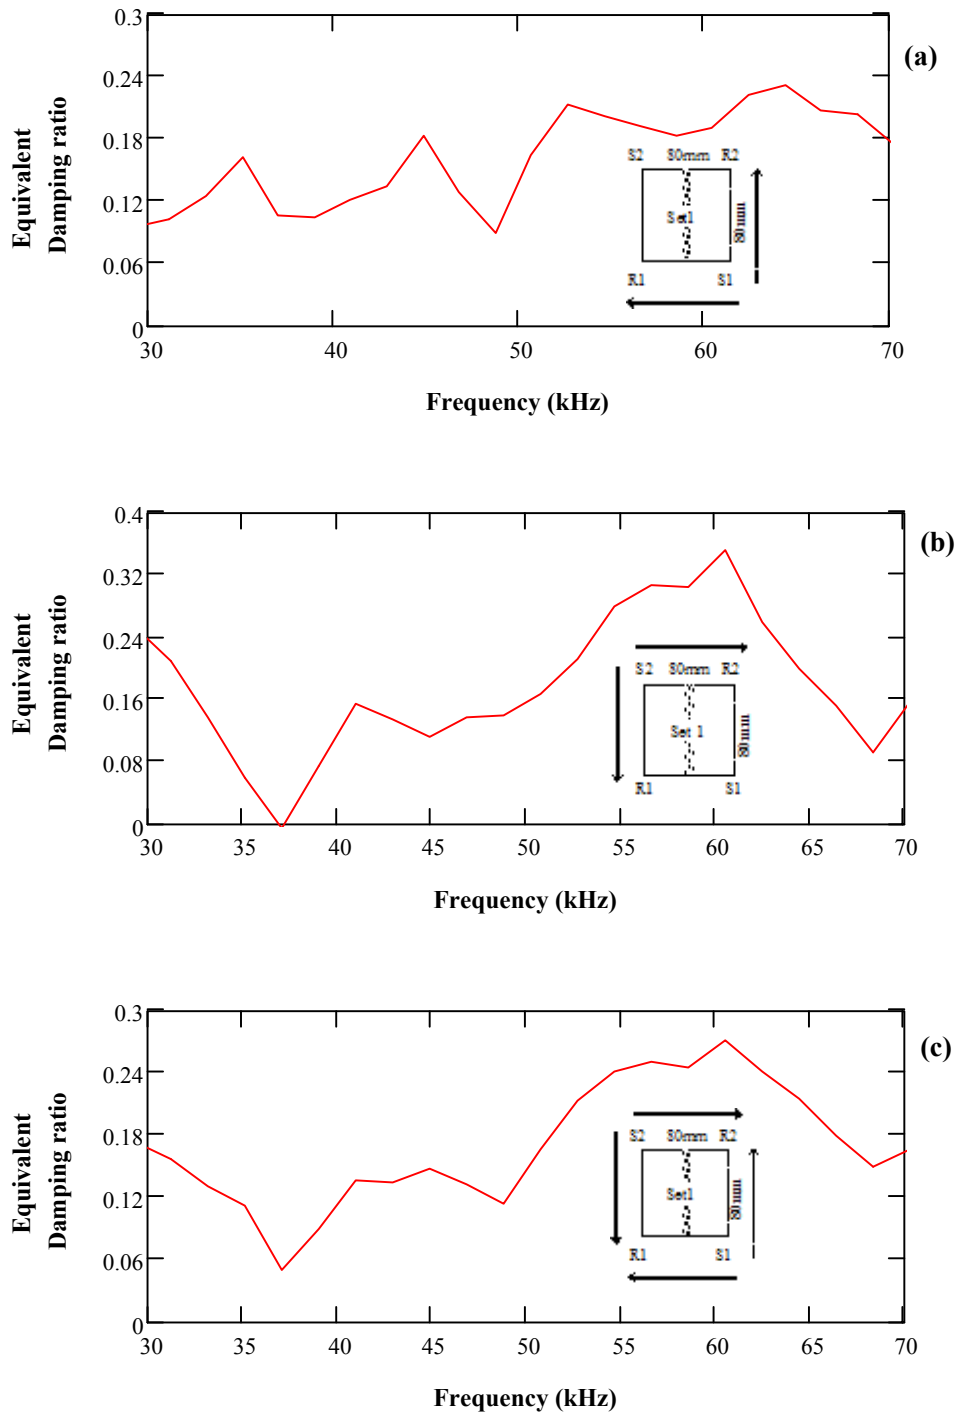 0.3
(a)
0.24
0.18
0.12
0.06
0
Equivalent
Damping ratio
S2 80mm R2
Set1
80mm
R1 S1
30 40 50 60 70
Frequency (kHz)
0.4
(b)
0.32
0.24
0.16
0.08
0
Equivalent
Damping ratio
S2 80mm R2
Set 1
80mm
R1 S1
30 35 40 45 50 55 60 65 70
Frequency (kHz)
0.3
(c)
0.24
0.18
0.12
0.06
0
Equivalent
Damping ratio
S2 80mm R2
Set1
80mm
R1 S1
30 35 40 45 50 55 60 65 70
Frequency (kHz)